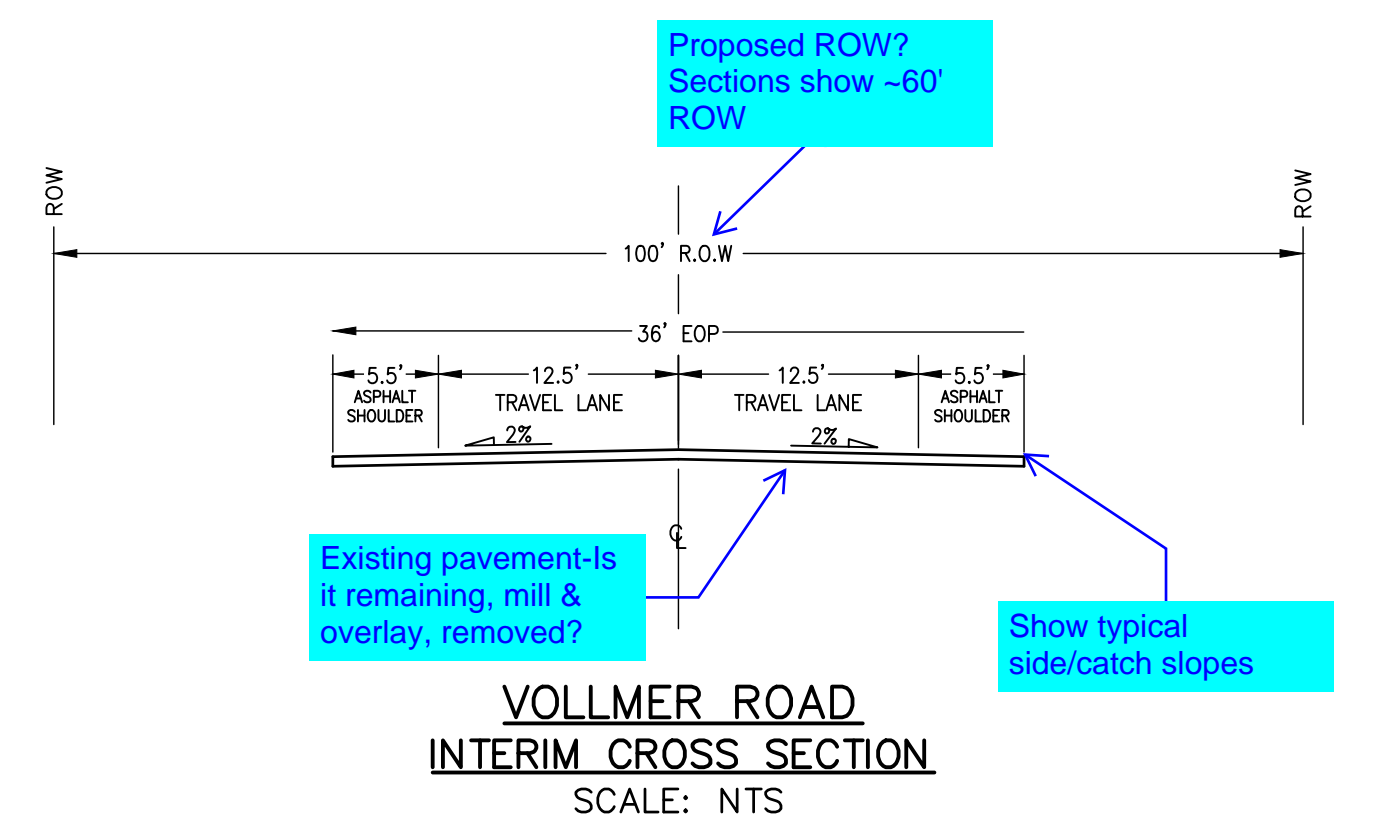 Proposed ROW?
Sections show ~60'
ROW
ROW
ROW
100' R.O.W
36' EOP
5.5'
ASPHALT
SHOULDER
12.5'
TRAVEL LANE
12.5'
TRAVEL LANE
5.5'
ASPHALT
SHOULDER
2%
2%
℄
Existing pavement-Is
it remaining, mill &
overlay, removed?
Show typical
side/catch slopes
VOLLMER ROAD
INTERIM CROSS SECTION
SCALE: NTS